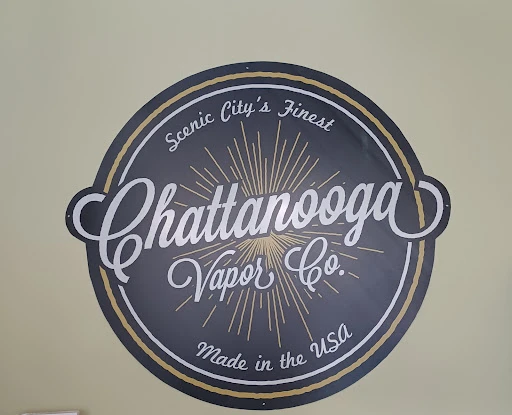 Scenic City's Finest
Chattanooga
Vapor Co.
Made in the USA